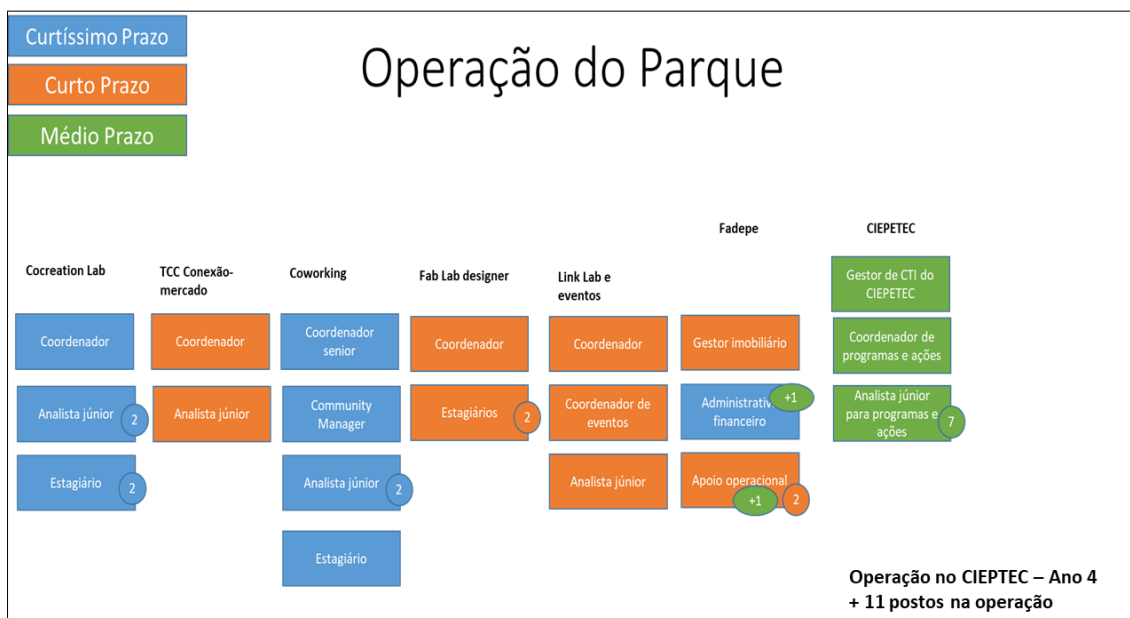 Curtíssimo Prazo
Curto Prazo
Médio Prazo
Operação do Parque
Cocreation Lab
Coordenador
Analista júnior
2
Estagiário
2
TCC Conexão-
mercado
Coordenador
Analista júnior
Coworking
Coordenador
senior
Community
Manager
Analista júnior
2
Estagiário
Fab Lab designer
Coordenador
Estagiários
2
Link Lab e
eventos
Coordenador
Coordenador de
eventos
Analista júnior
Fadepe
Gestor imobiliário
+1
financeiro
Apoio operacional
+1
2
CIEPETEC
Gestor de CTI do
CIEPETEC
Coordenador de
programas e ações
Analista júnior
para programas e
ações
7
Operação no CIEPTEC – Ano 4
+ 11 postos na operação